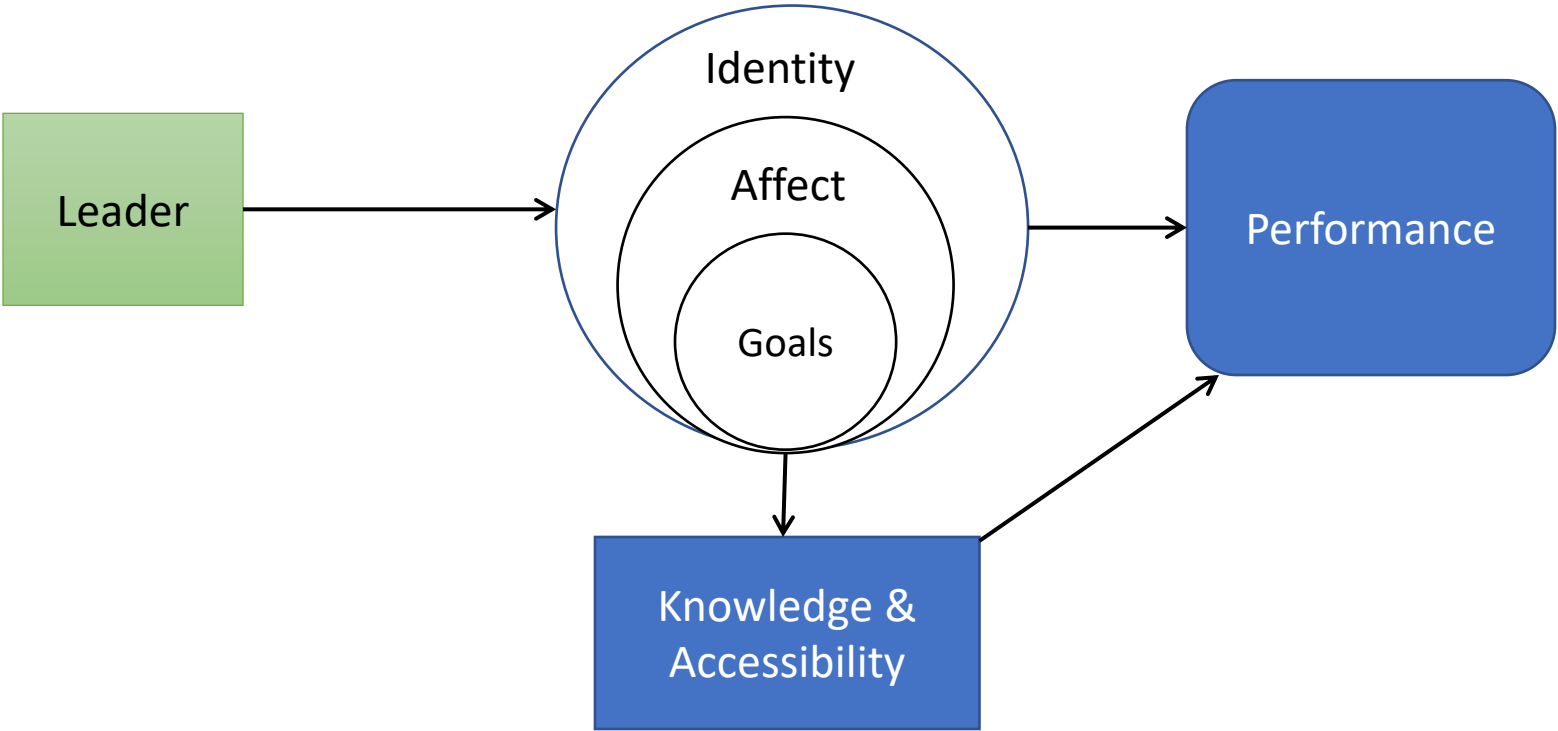 Identity
Affect
Goals
Leader
Performance
Knowledge &
Accessibility